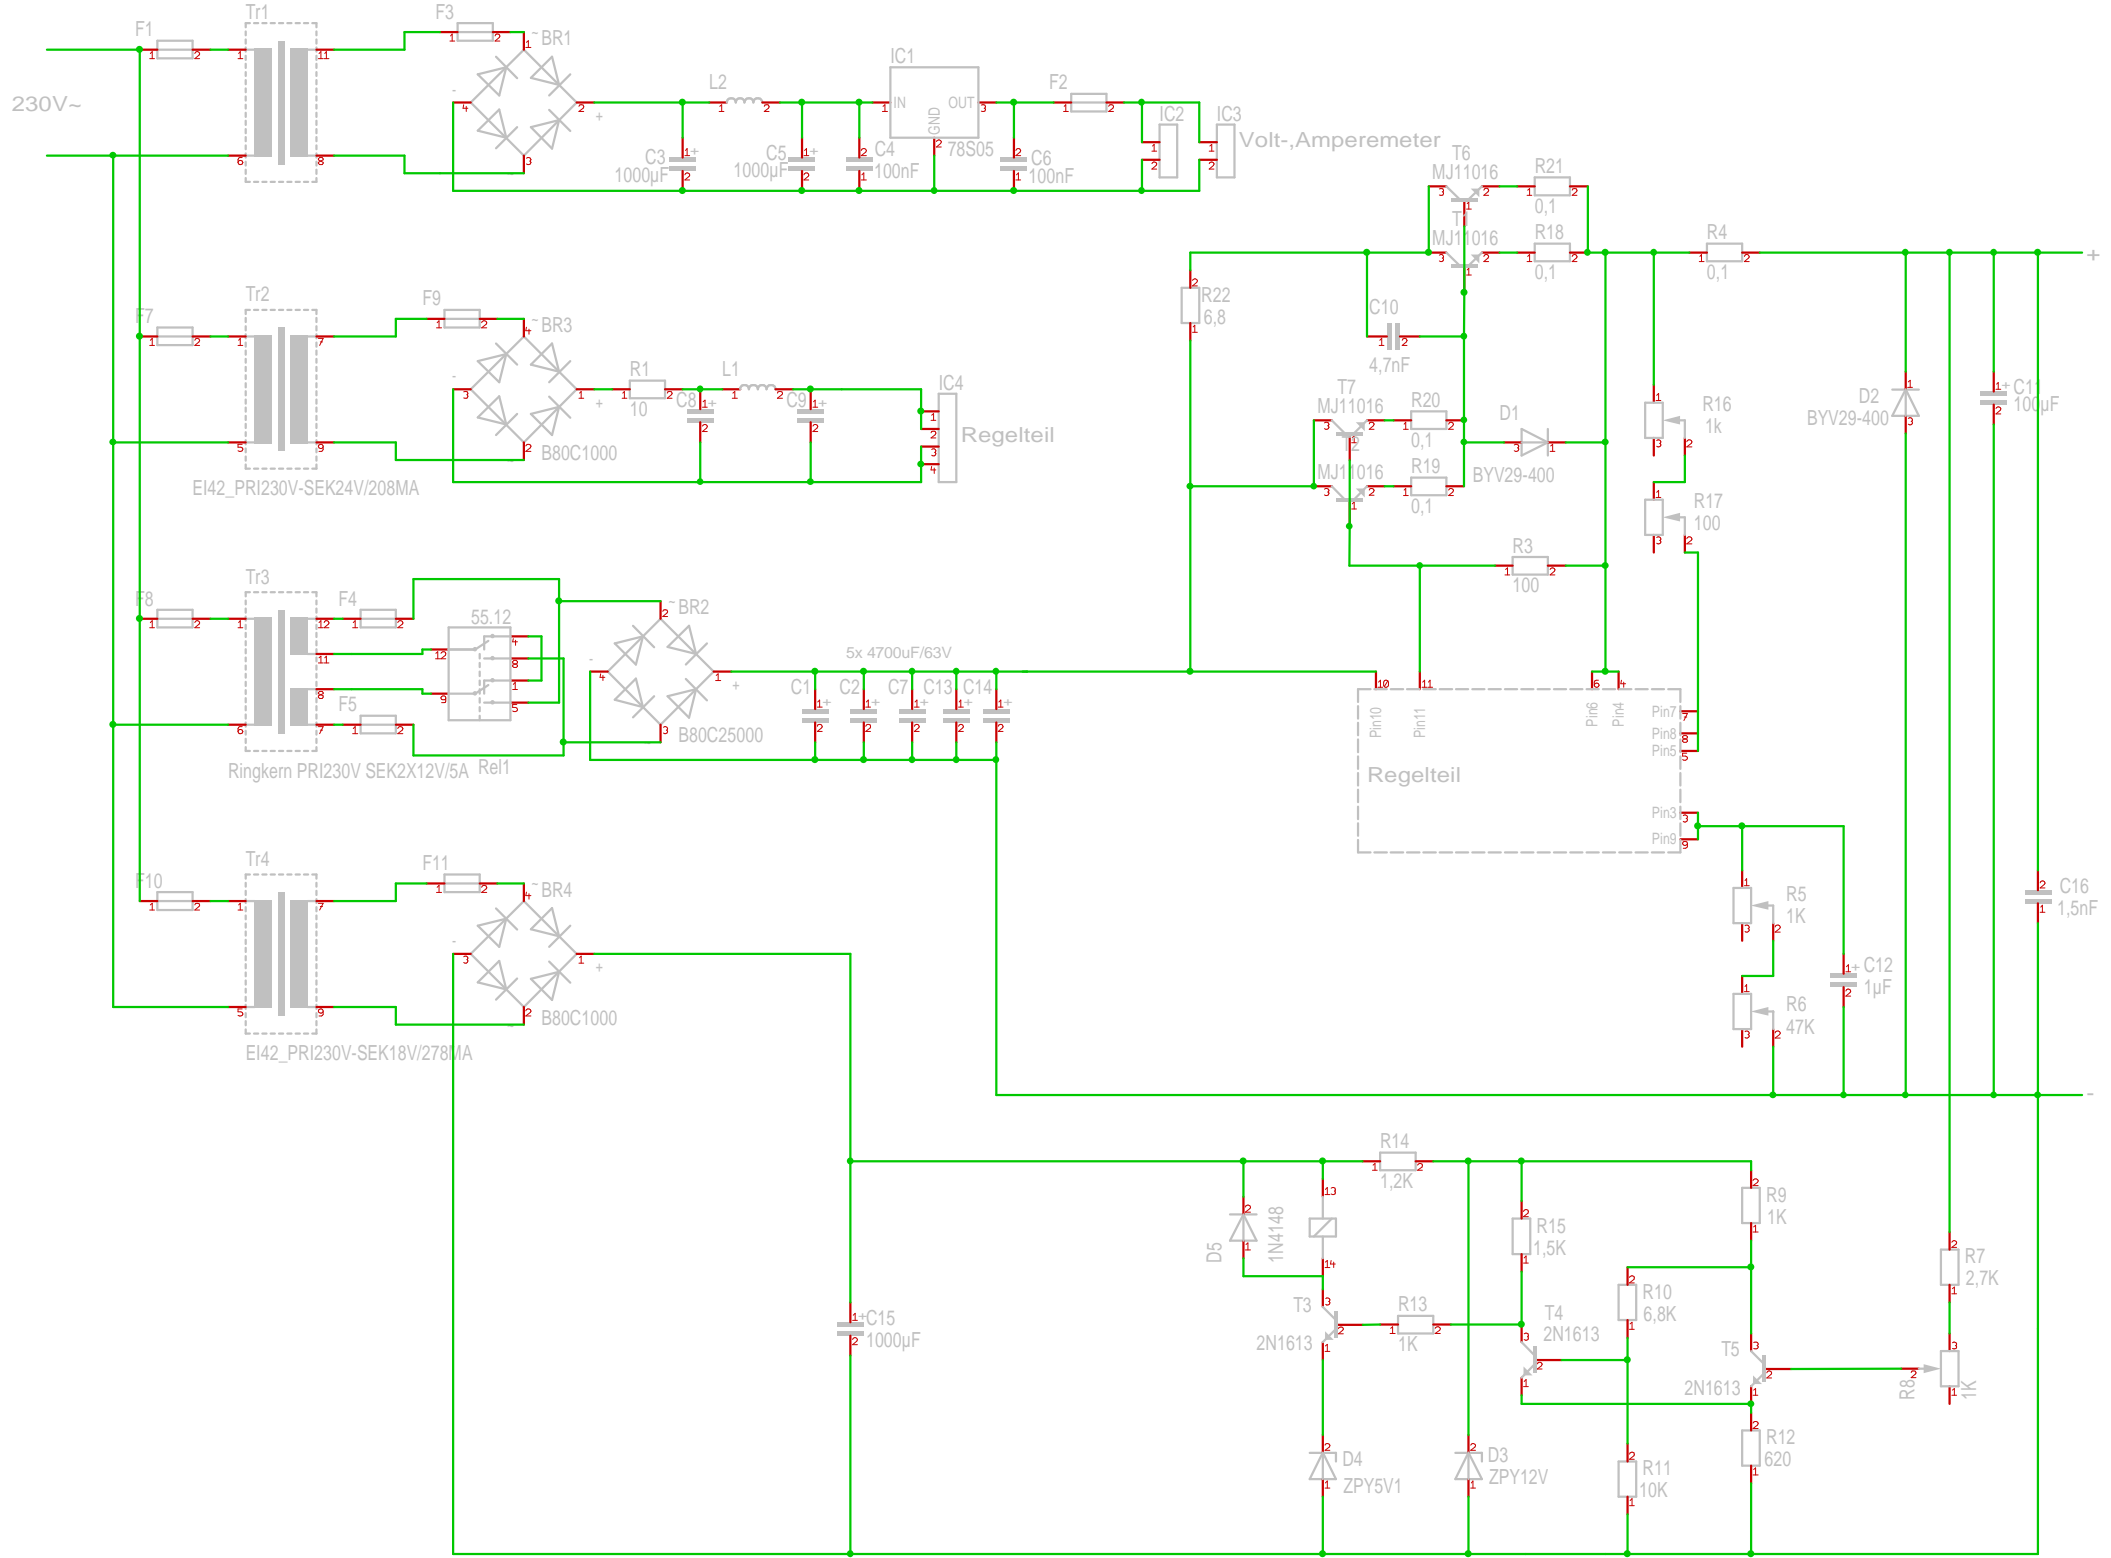 230V~
F1
Tr1
F3
~ BR1
L2
C3
1000µF
C5
1000µF
C4
100nF
IC1
IN
OUT
GND
78S05
C6
100nF
F2
IC2
IC3
Volt-,Amperemeter
F7
Tr2
EI42_PRI230V-SEK24V/208MA
F9
~ BR3
B80C1000
R1
10
C8
L1
C9
IC4
Regelteil
F8
Tr3
Ringkern PRI230V SEK2X12V/5A
F4
F5
55.12
Rel1
~ BR2
B80C25000
5x 4700uF/63V
C1
C2
C7
C13
C14
F10
Tr4
EI42_PRI230V-SEK18V/278MA
F11
~ BR4
B80C1000
T6
MJ11016
R21
0,1
MJ11016
R18
0,1
R4
0,1
+
R22
6,8
C10
4,7nF
T7
MJ11016
R20
0,1
T2
MJ11016
R19
0,1
D1
BYV29-400
R3
100
R16
1k
R17
100
D2
BYV29-400
C11
100µF
Pin10
Pin11
Pin6
Pin4
Pin7
Pin8
Pin5
Pin3
Pin9
Regelteil
R5
1K
R6
47K
C12
1µF
C16
1,5nF
-
C15
1000µF
D5
1N4148
R14
1,2K
T3
2N1613
R13
1K
R15
1,5K
T4
2N1613
R10
6,8K
R9
1K
T5
2N1613
R7
2,7K
R8
1K
D4
ZPY5V1
D3
ZPY12V
R11
10K
R12
620